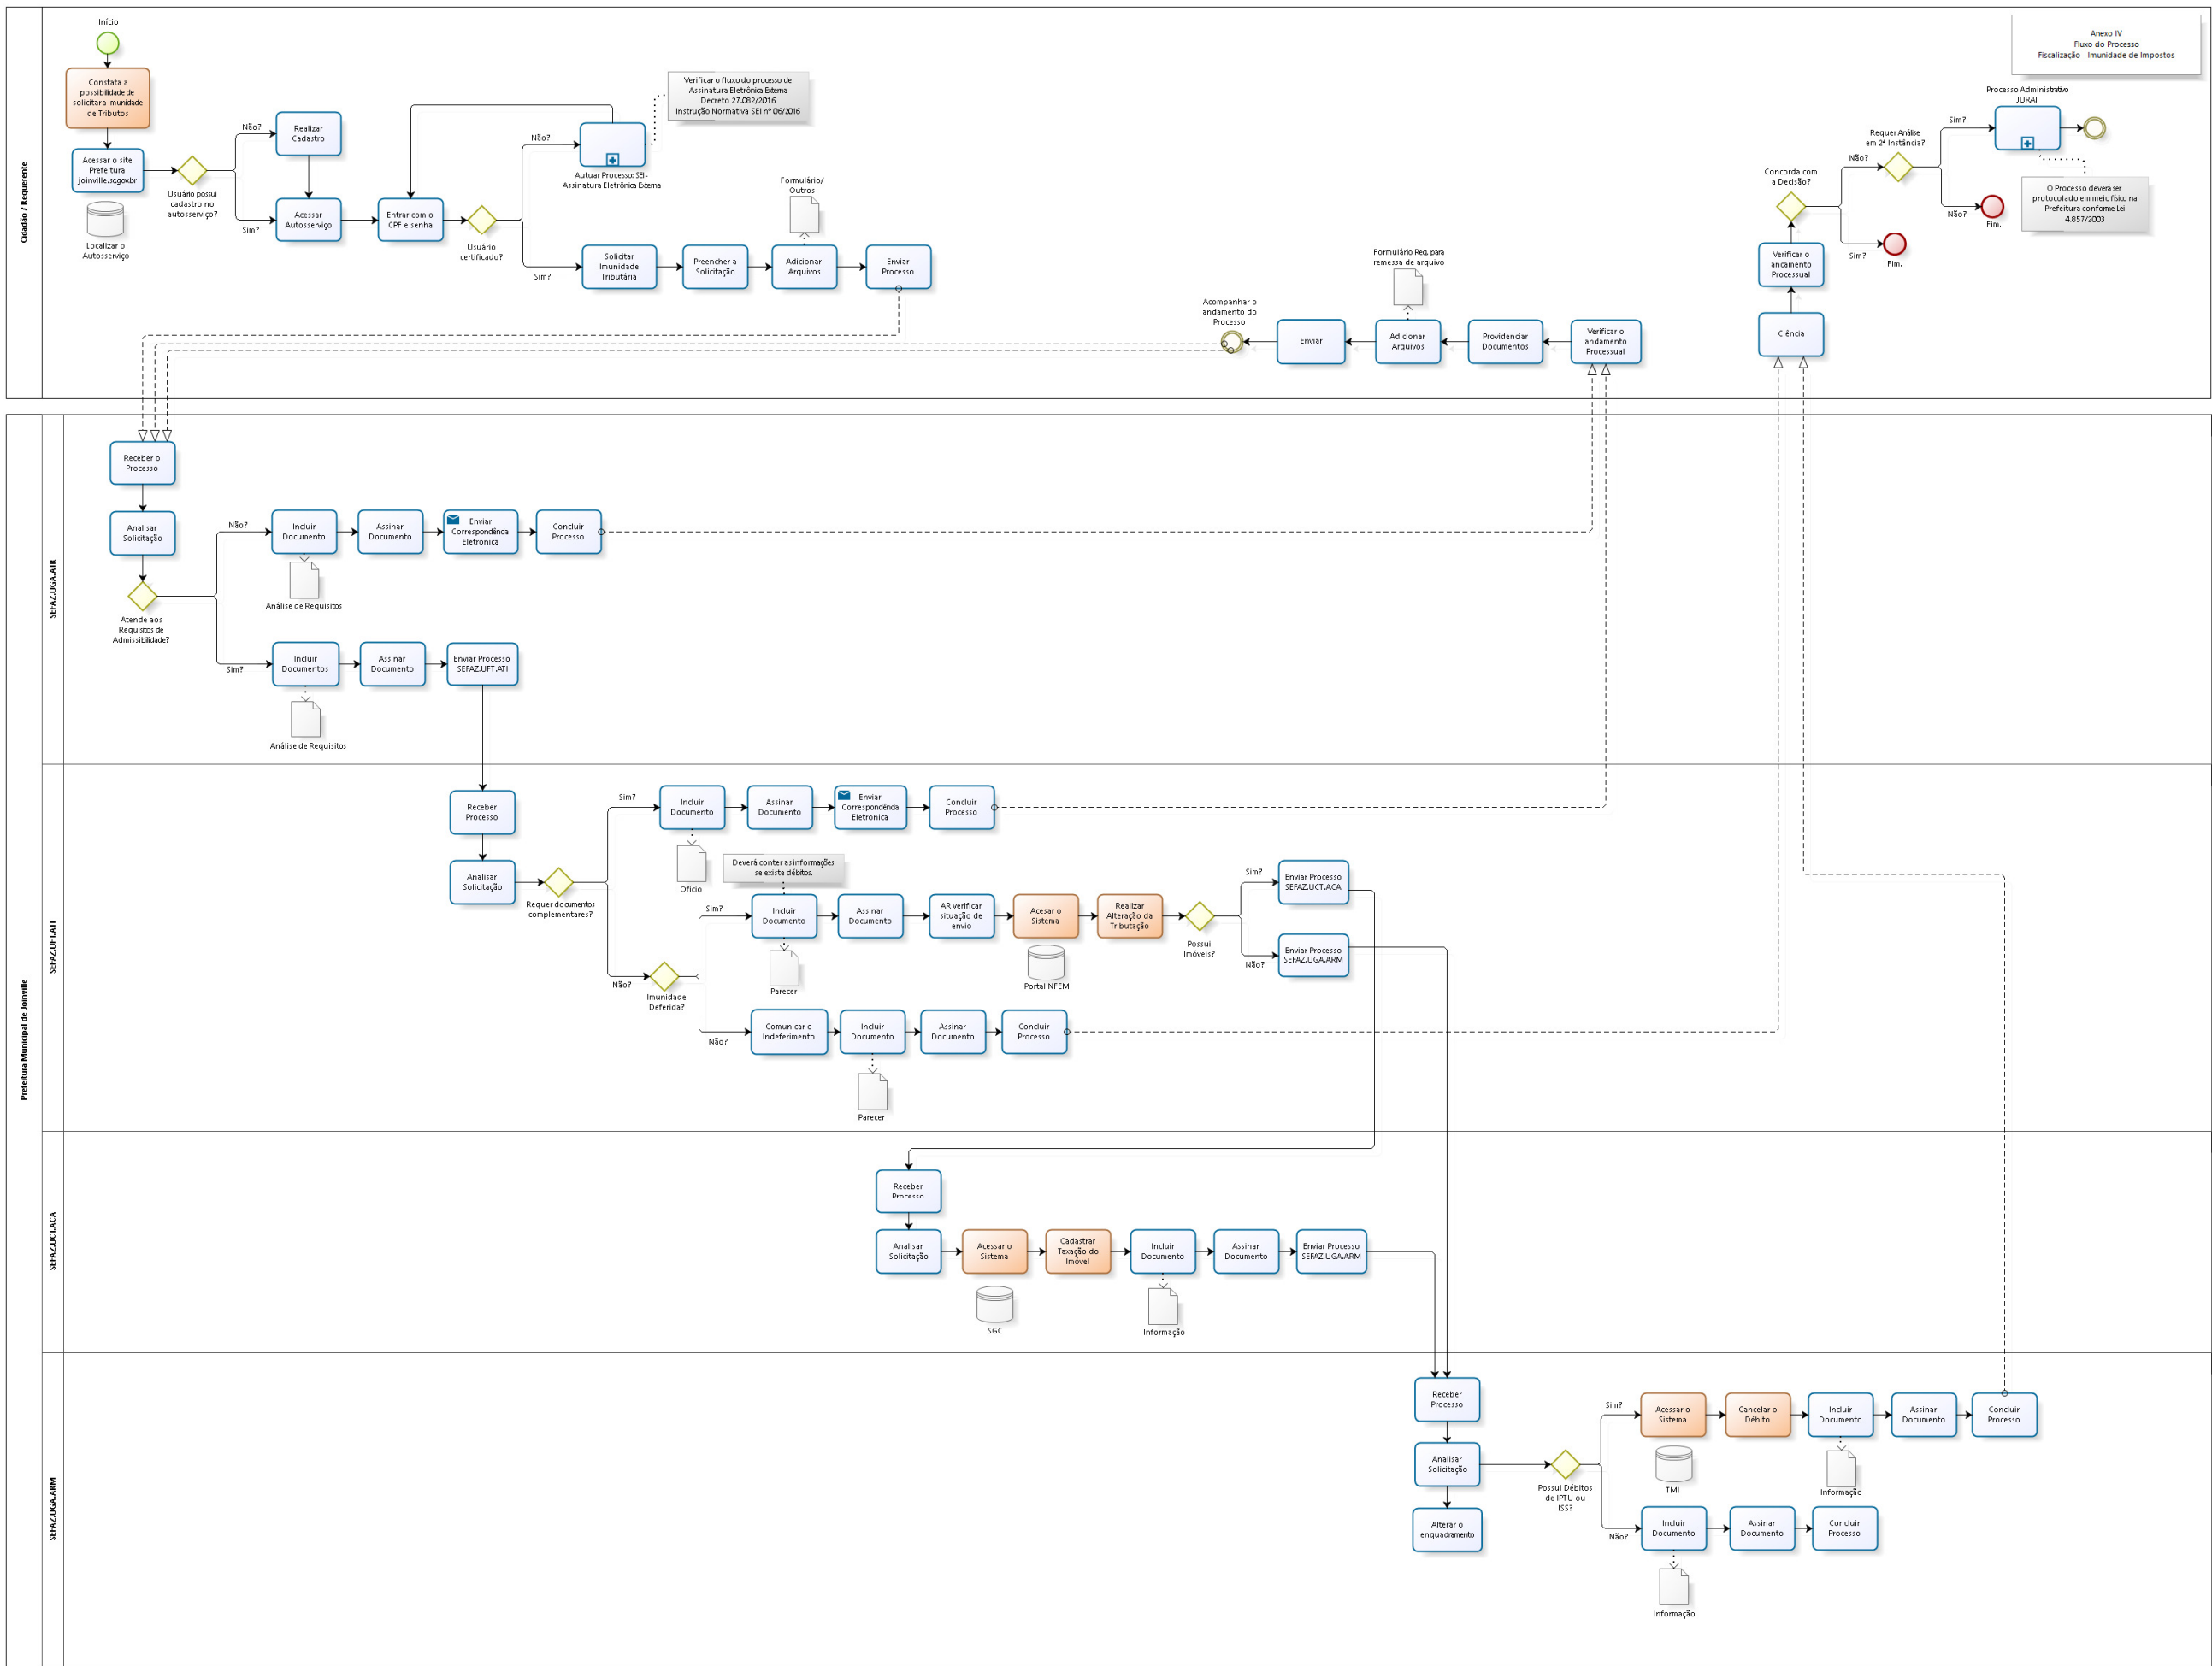 Início
Anexo IV
Fluxo do Processo
Fiscalização - Imunidade de Impostos
Cidadão / Requerente
Constata a
possibilidade de
solicitar a imunidade
de Tributos
Acessar o site
Prefeitura
joinville.sc.gov.br
Localizar o
Autosserviço
Usuário possui
cadastro no
autosserviço?
Não?
Realizar
Cadastro
Sim?
Acessar
Autosserviço
Entrar com o
CPF e senha
Usuário
certificado?
Não?
Autuar Processo: SEI-
Assinatura Eletrônica Externa
Verificar o fluxo do processo de
Assinatura Eletrônica Externa
Decreto 27.082/2016
Instrução Normativa SEI nº 06/2016
Sim?
Solicitar
Imunidade
Tributária
Preencher a
Solicitação
Formulário/
Outros
Adicionar
Arquivos
Enviar
Processo
Acompanhar o
andamento do
Processo
Enviar
Formulário Req. para
remessa de arquivo
Adicionar
Arquivos
Providenciar
Documentos
Verificar o
andamento
Processual
Ciência
Verificar o
ancamento
Processual
Concorda com
a Decisão?
Sim?
Fim.
Não?
Requer Análise
em 2ª Instância?
Sim?
Processo Administrativo
JURAT
O Processo deverá ser
protocolado em meio físico na
Prefeitura conforme Lei
4.857/2003
Não?
Fim.
Prefeitura Municipal de Joinville
SEFAZ.UGA.ATR
Receber o
Processo
Analisar
Solicitação
Atende aos
Requisitos de
Admissibilidade?
Não?
Incluir
Documento
Análise de Requisitos
Assinar
Documento
Enviar
Correspondência
Eletronica
Concluir
Processo
Sim?
Incluir
Documentos
Análise de Requisitos
Assinar
Documento
Enviar Processo
SEFAZ.UFT.ATI
SEFAZ.UFT.ATI
Receber
Processo
Analisar
Solicitação
Requer documentos
complementares?
Sim?
Incluir
Documento
Ofício
Assinar
Documento
Enviar
Correspondência
Eletronica
Concluir
Processo
Não?
Imunidade
Deferida?
Sim?
Deverá conter as informações
se existe débitos.
Incluir
Documento
Parecer
Assinar
Documento
AR verificar
situação de
envio
Acesar o
Sistema
Portal NFEM
Realizar
Alteração da
Tributação
Possui
Imóveis?
Sim?
Enviar Processo
SEFAZ.UCT.ACA
Não?
Enviar Processo
SEFAZ.UGA.ARM
Não?
Comunicar o
Indeferimento
Incluir
Documento
Parecer
Assinar
Documento
Concluir
Processo
SEFAZ.UCT.ACA
Receber
Processo
Analisar
Solicitação
Acessar o
Sistema
SGC
Cadastrar
Taxação do
Imóvel
Incluir
Documento
Informação
Assinar
Documento
Enviar Processo
SEFAZ.UGA.ARM
SEFAZ.UGA.ARM
Receber
Processo
Analisar
Solicitação
Alterar o
enquadramento
Possui Débitos
de IPTU ou
ISS?
Sim?
Acessar o
Sistema
TMI
Cancelar o
Débito
Incluir
Documento
Informação
Assinar
Documento
Concluir
Processo
Não?
Incluir
Documento
Informação
Assinar
Documento
Concluir
Processo